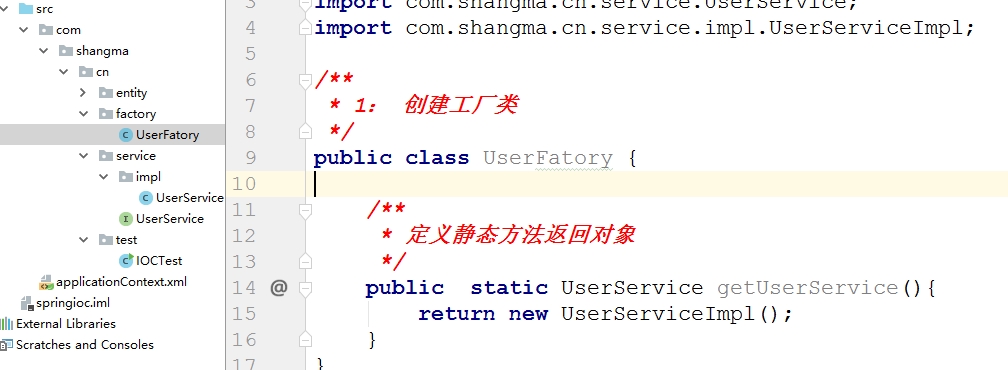 src
com
shangma
cn
entity
factory
UserFatory
service
impl
UserService
UserService
test
IOCTest
applicationContext.xml
springioc.iml
External Libraries
Scratches and Consoles
3 import com.shangma.cn.service.UserService;
4 import com.shangma.cn.service.impl.UserServiceImpl;
5
6 /**
7 * 1： 创建工厂类
8 */
9 public class UserFatory {
10
11 /**
12 * 定义静态方法返回对象
13 */
14 @ public static UserService getUserService(){
15 return new UserServiceImpl();
16 }
17 }